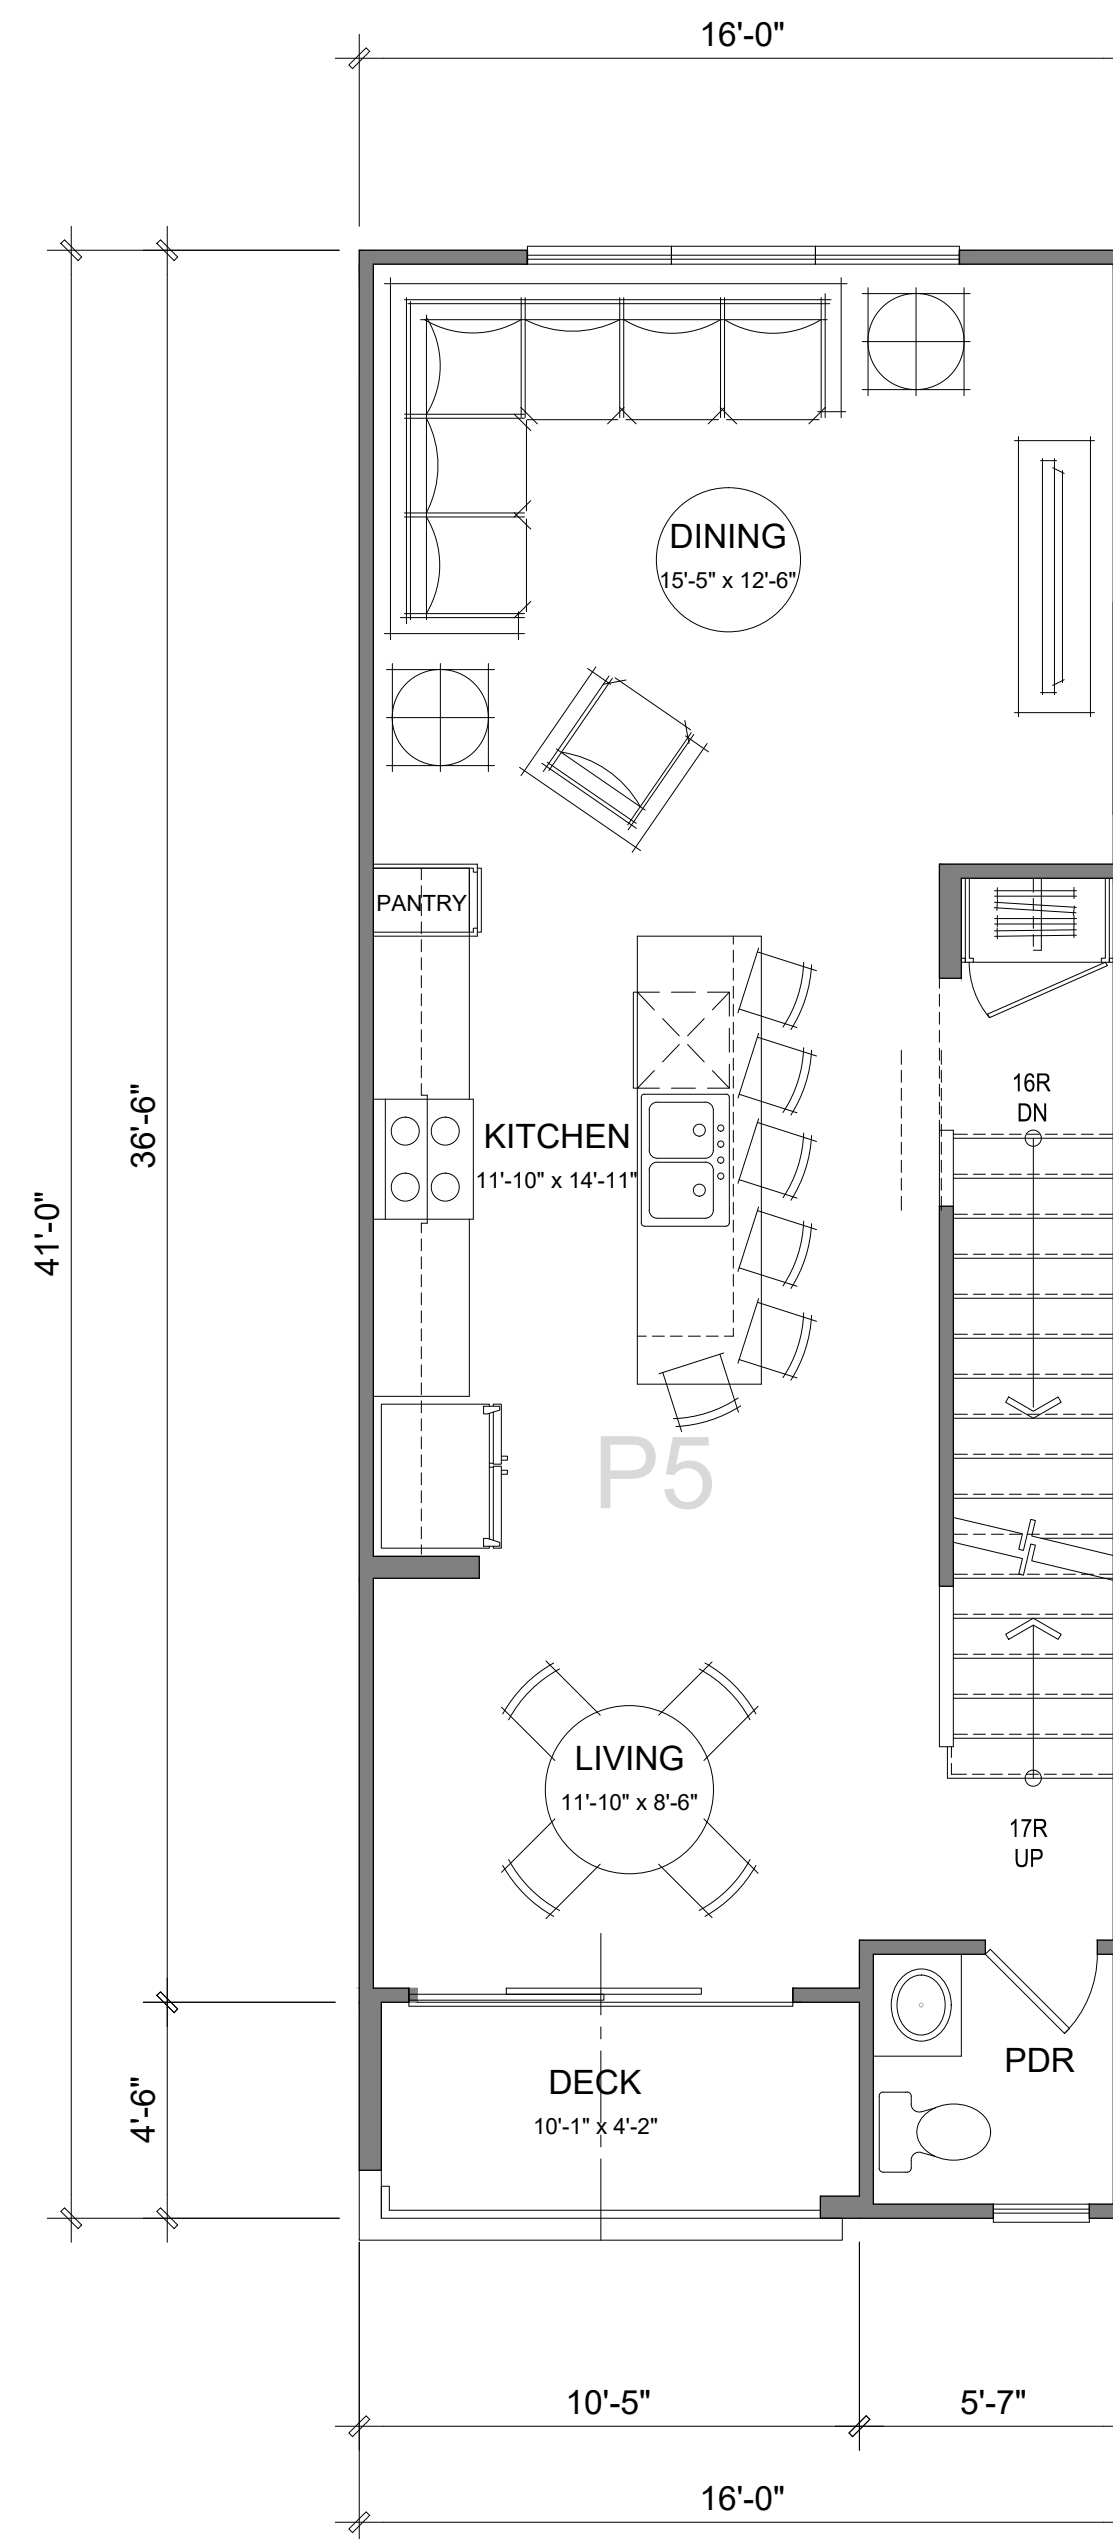 16'-0"
DINING
15'-5" x 12'-6"
PANTRY
16R
DN
36'-6"
KITCHEN
11'-10" x 14'-11"
41'-0"
P5
LIVING
11'-10" x 8'-6"
17R
UP
PDR
DECK
10'-1" x 4'-2"
4'-6"
10'-5"
5'-7"
16'-0"